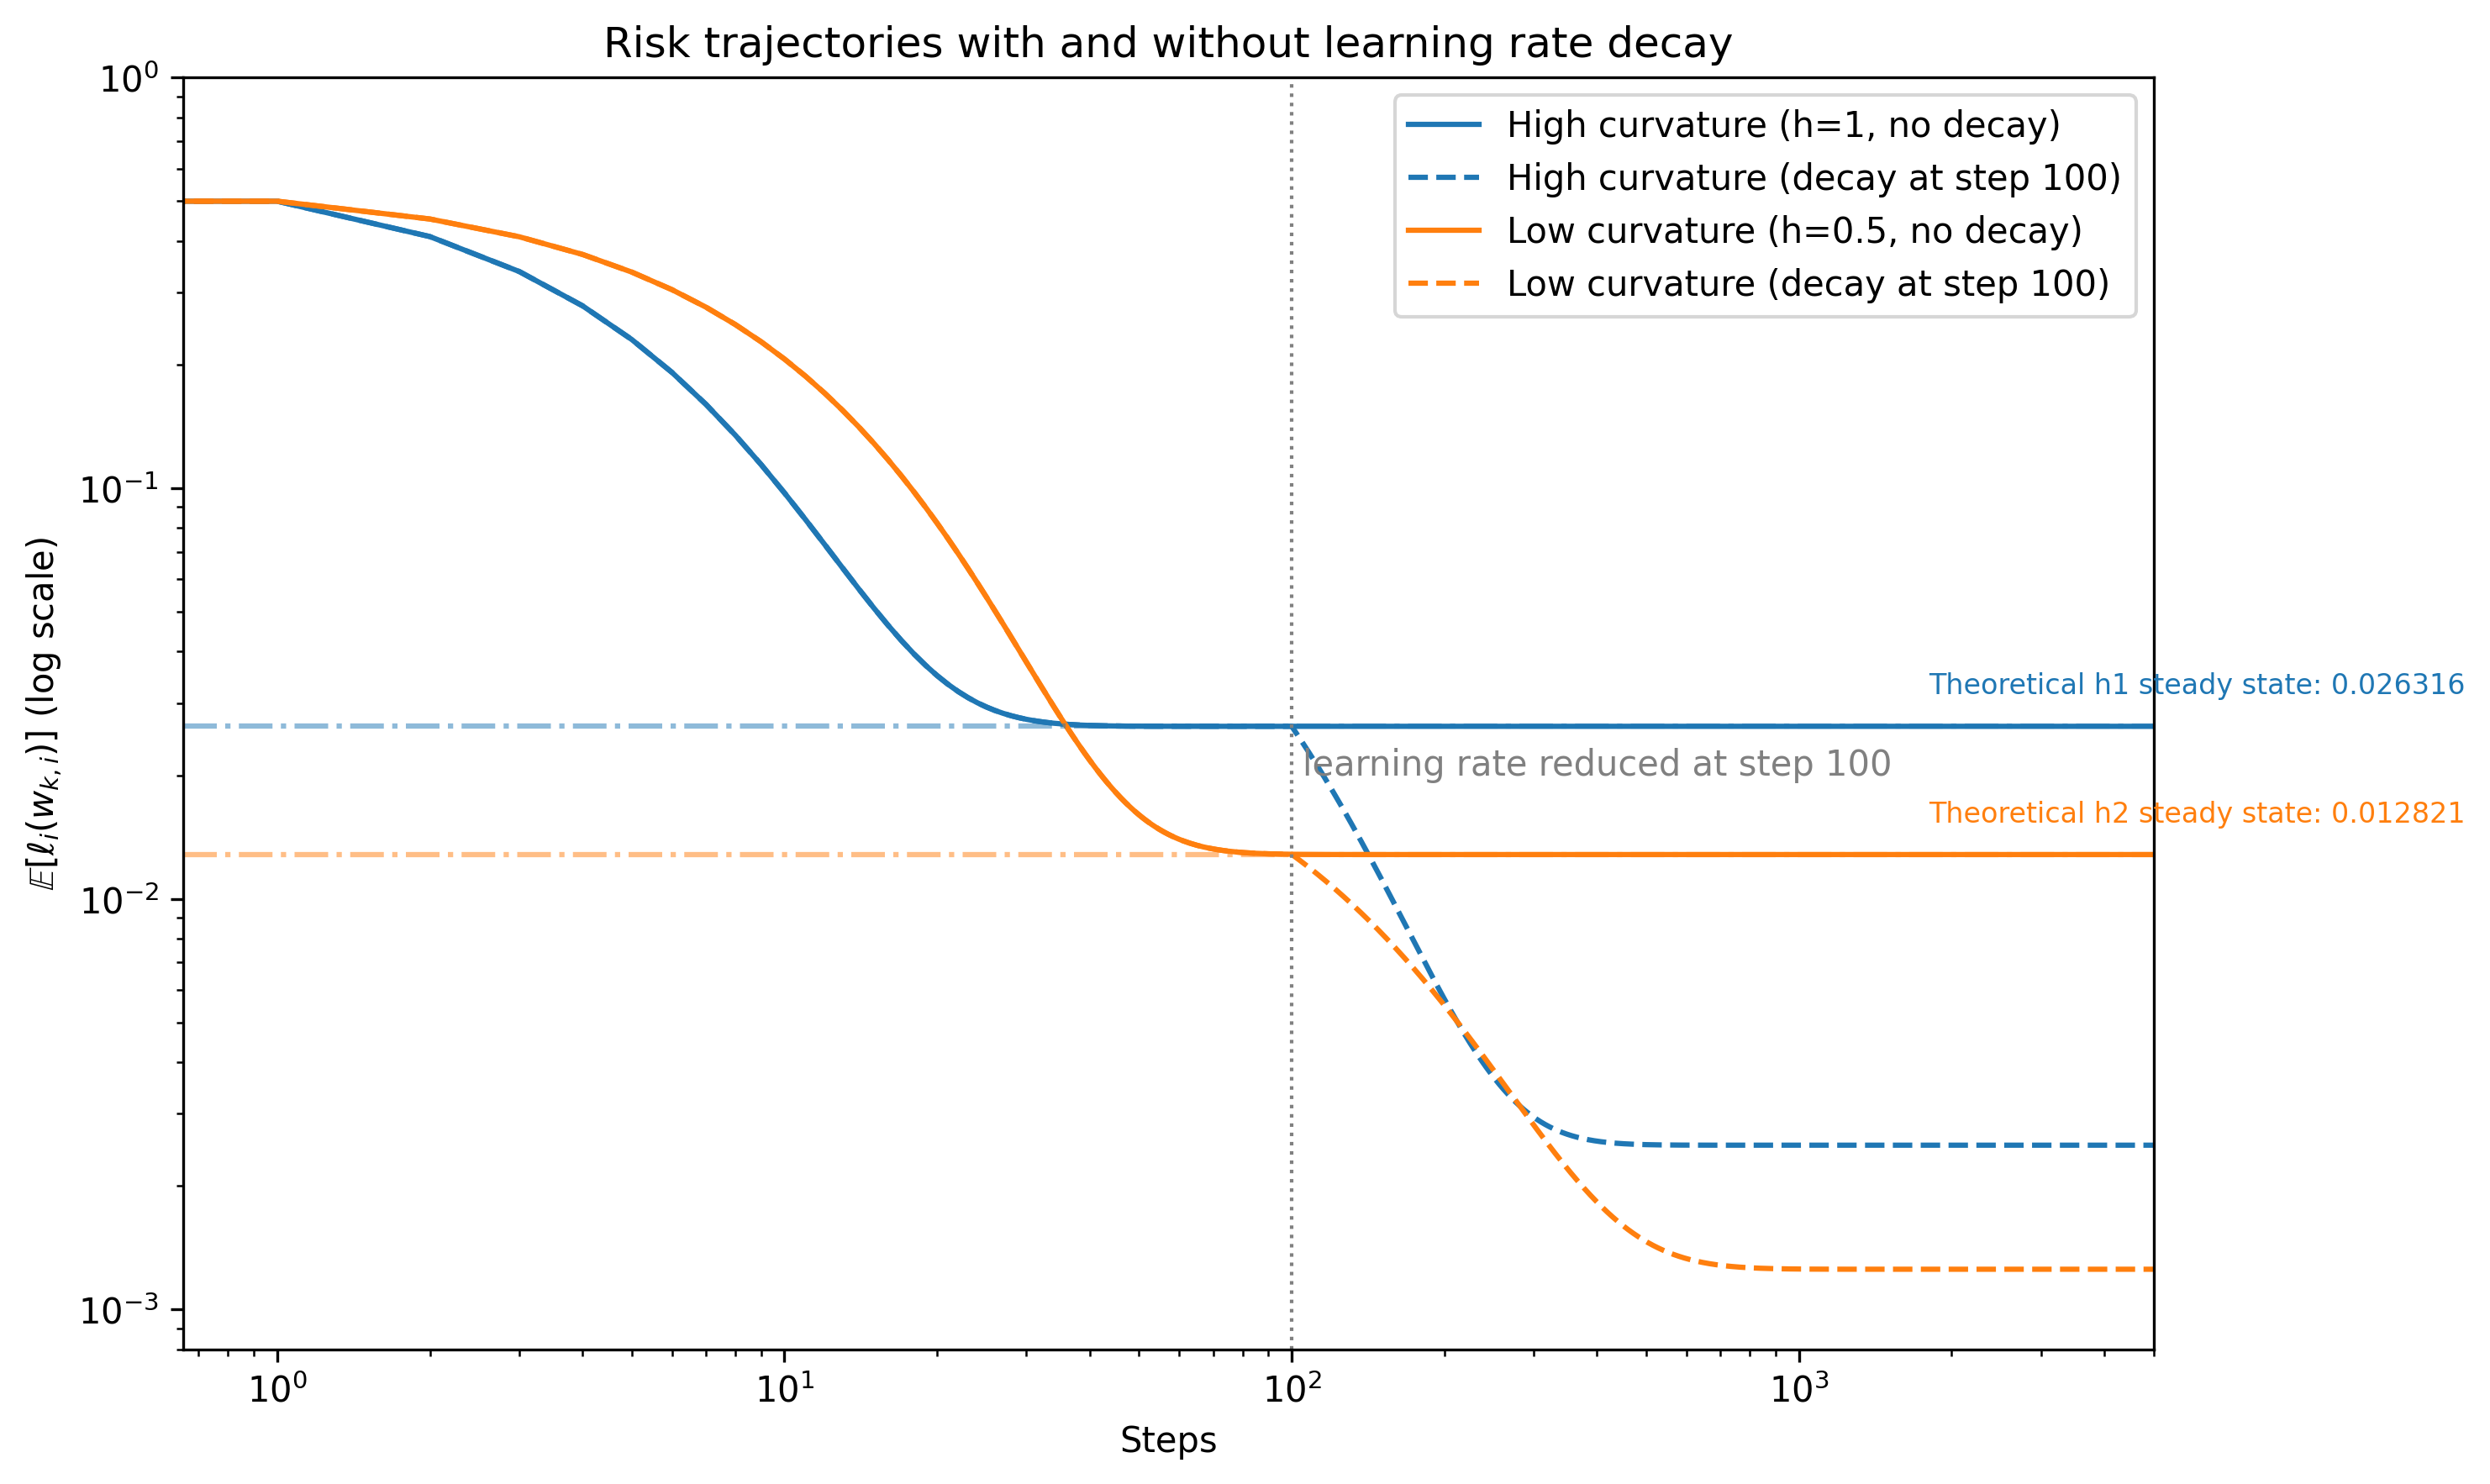 Risk trajectories with and without learning rate decay
10⁰
High curvature (h=1, no decay)
High curvature (decay at step 100)
Low curvature (h=0.5, no decay)
Low curvature (decay at step 100)
10⁻¹
𝔼[ℓᵢ(w_{k,i})] (log scale)
Theoretical h1 steady state: 0.026316
learning rate reduced at step 100
Theoretical h2 steady state: 0.012821
10⁻²
10⁻³
10⁰ 10¹ 10² 10³
Steps